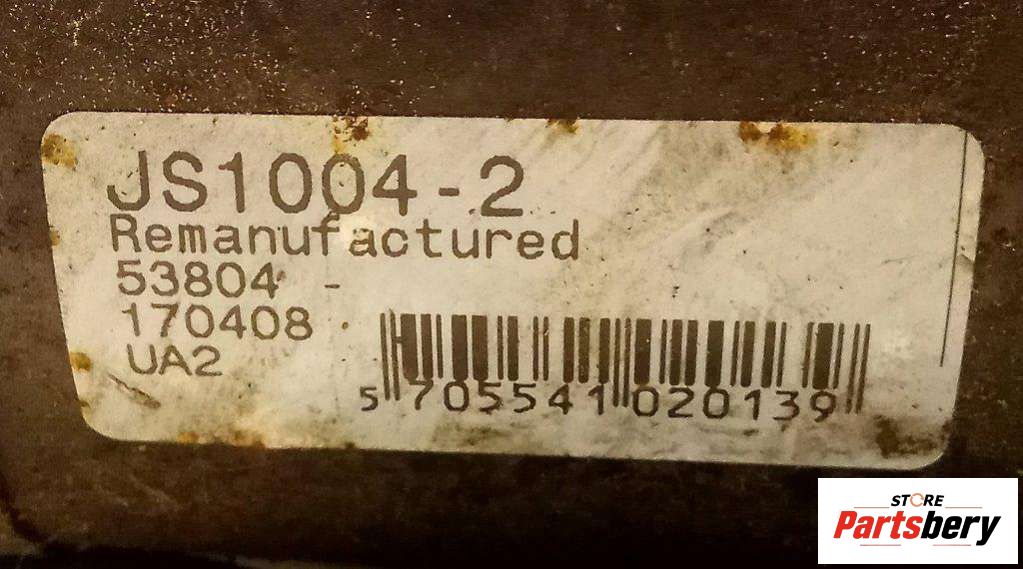 JS1004-2
Remanufactured
53804 -
170408
UA2
5 705541 020139
STORE
Partsbery